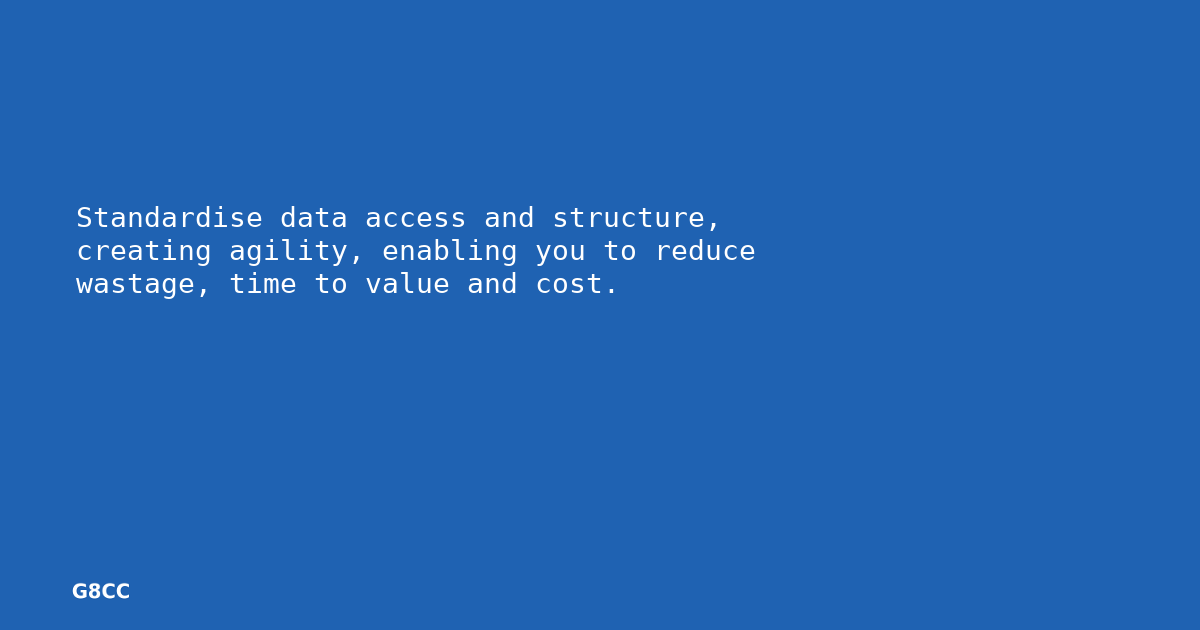 Standardise data access and structure,
creating agility, enabling you to reduce
wastage, time to value and cost.
G8CC